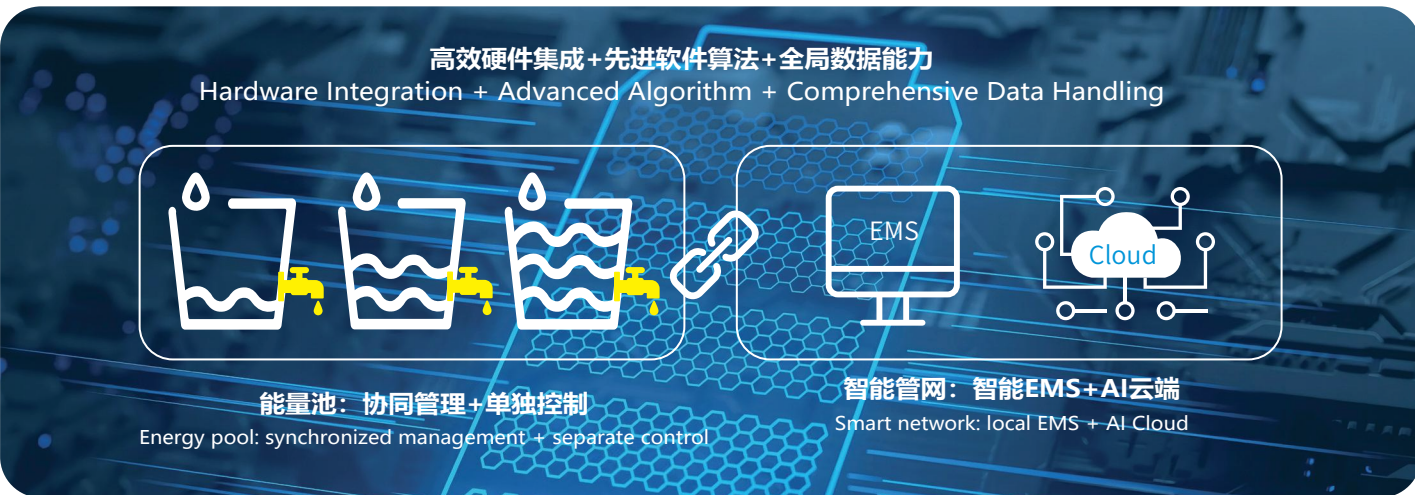 高效硬件集成+先进软件算法+全局数据能力
Hardware Integration + Advanced Algorithm + Comprehensive Data Handling
EMS
Cloud
能量池：协同管理+单独控制
Energy pool: synchronized management + separate control
智能管网：智能EMS+AI云端
Smart network: local EMS + AI Cloud